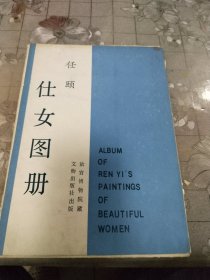 任
颐
仕女图册
故宫博物院藏
文物出版社出版
ALBUM
OF
REN YI'S
PAINTINGS
OF
BEAUTIFUL
WOMEN